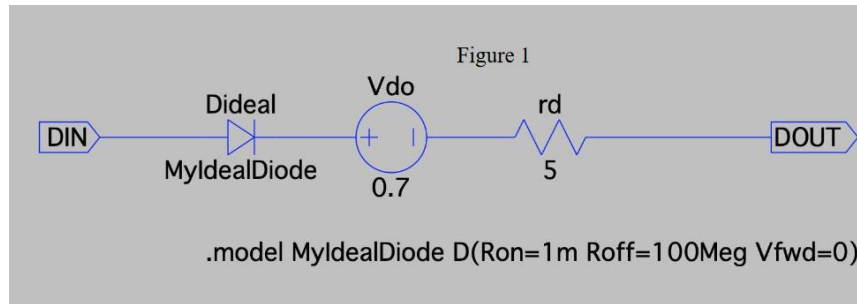 Figure 1
Vdo
Dideal
rd
DIN
+
DOUT
MyIdealDiode
0.7
5
.model MyIdealDiode D(Ron=1m Roff=100Meg Vfwd=0)